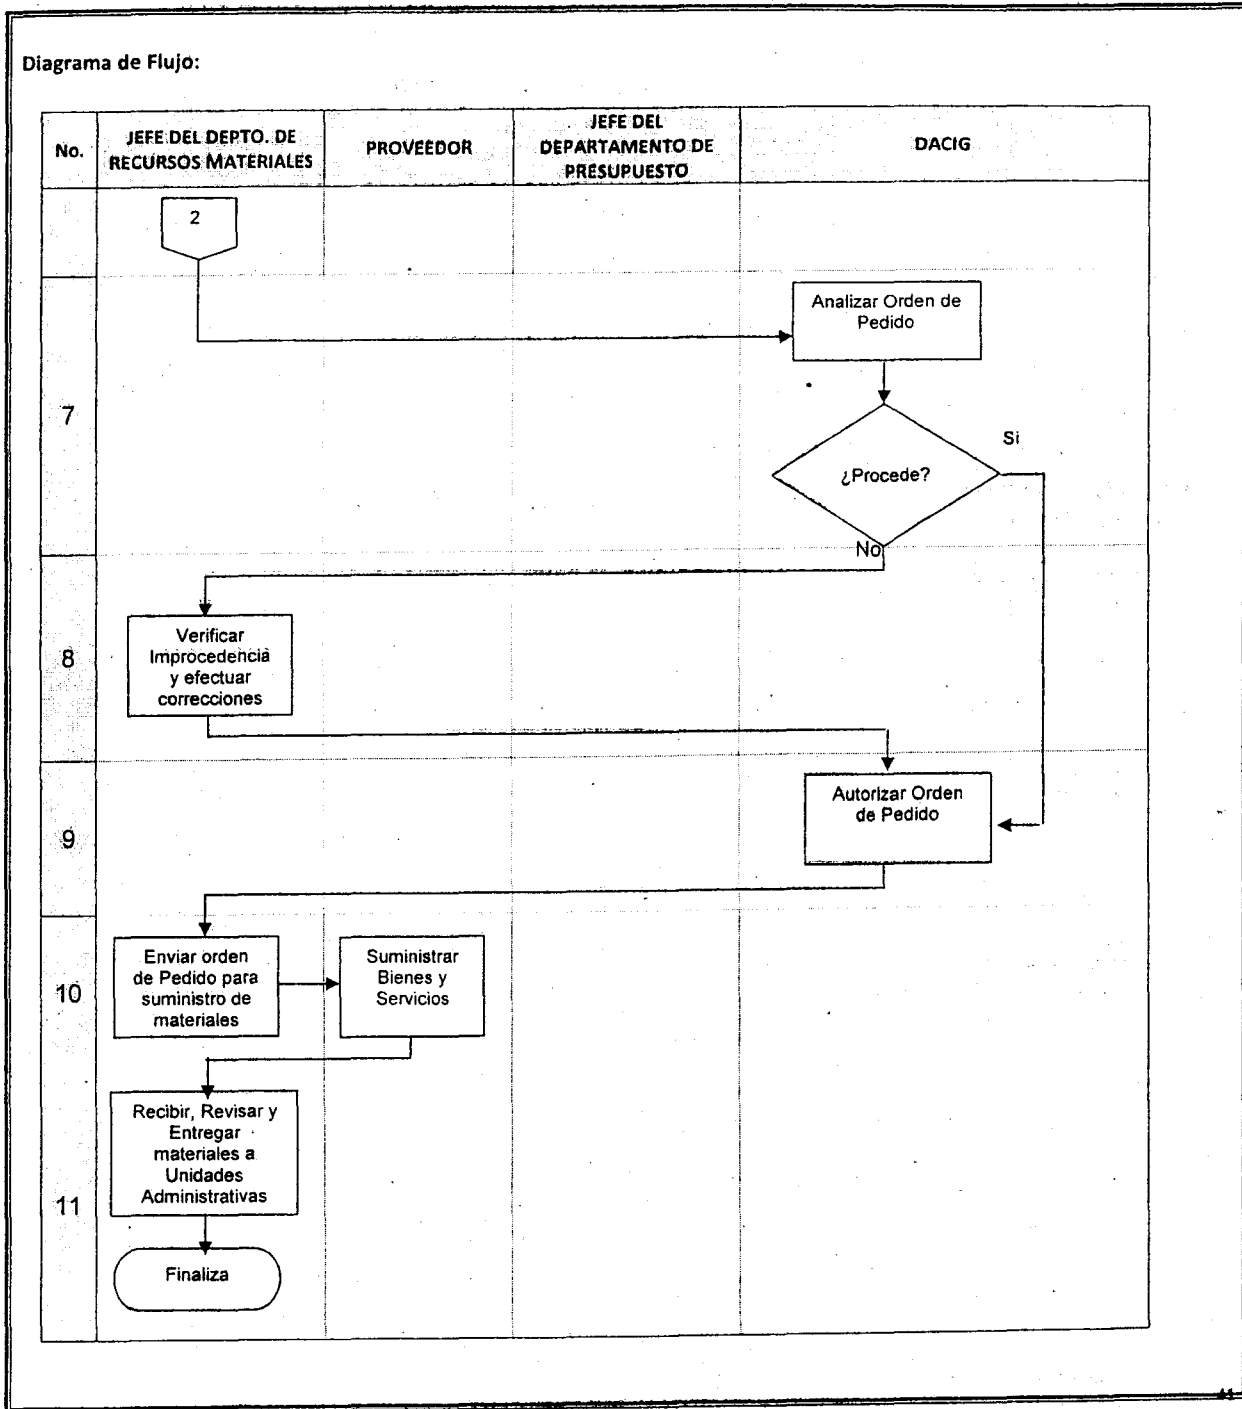 Diagrama de Flujo:
No.
JEFE DEL DEPTO. DE
RECURSOS MATERIALES
PROVEEDOR
JEFE DEL
DEPARTAMENTO DE
PRESUPUESTO
DACIG
2
Analizar Orden de
Pedido
7
Si
¿Procede?
No
8
Verificar
Improcedencia
y efectuar
correcciones
9
Autorizar Orden
de Pedido
10
Enviar orden
de Pedido para
suministro de
materiales
Suministrar
Bienes y
Servicios
11
Recibir, Revisar y
Entregar
materiales a
Unidades
Administrativas
Finaliza
41